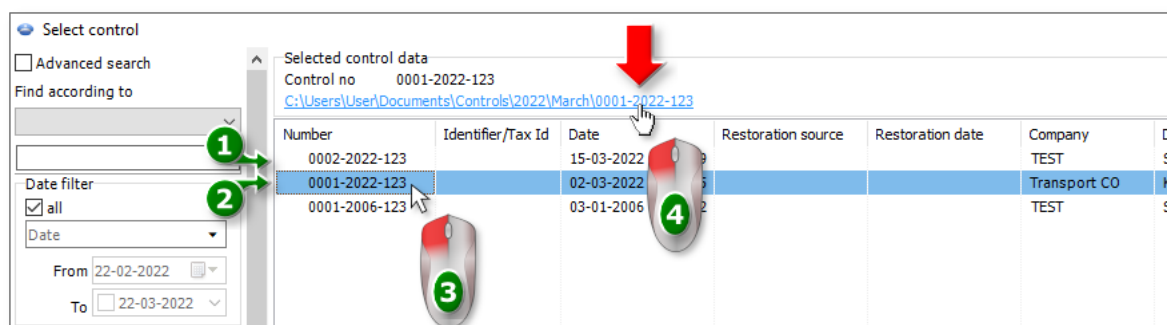 Select control
Advanced search
Find according to
Date filter
all
Date
From 22-02-2022
To 22-03-2022
Selected control data
Control no 0001-2022-123
C:\Users\User\Documents\Controls\2022\March\0001-2022-123
Number Identifier/Tax Id Date Restoration source Restoration date Company
1 0002-2022-123 15-03-2022 9 TEST
2 0001-2022-123 02-03-2022 Transport CO
0001-2006-123 03-01-2006 2 TEST
3
4